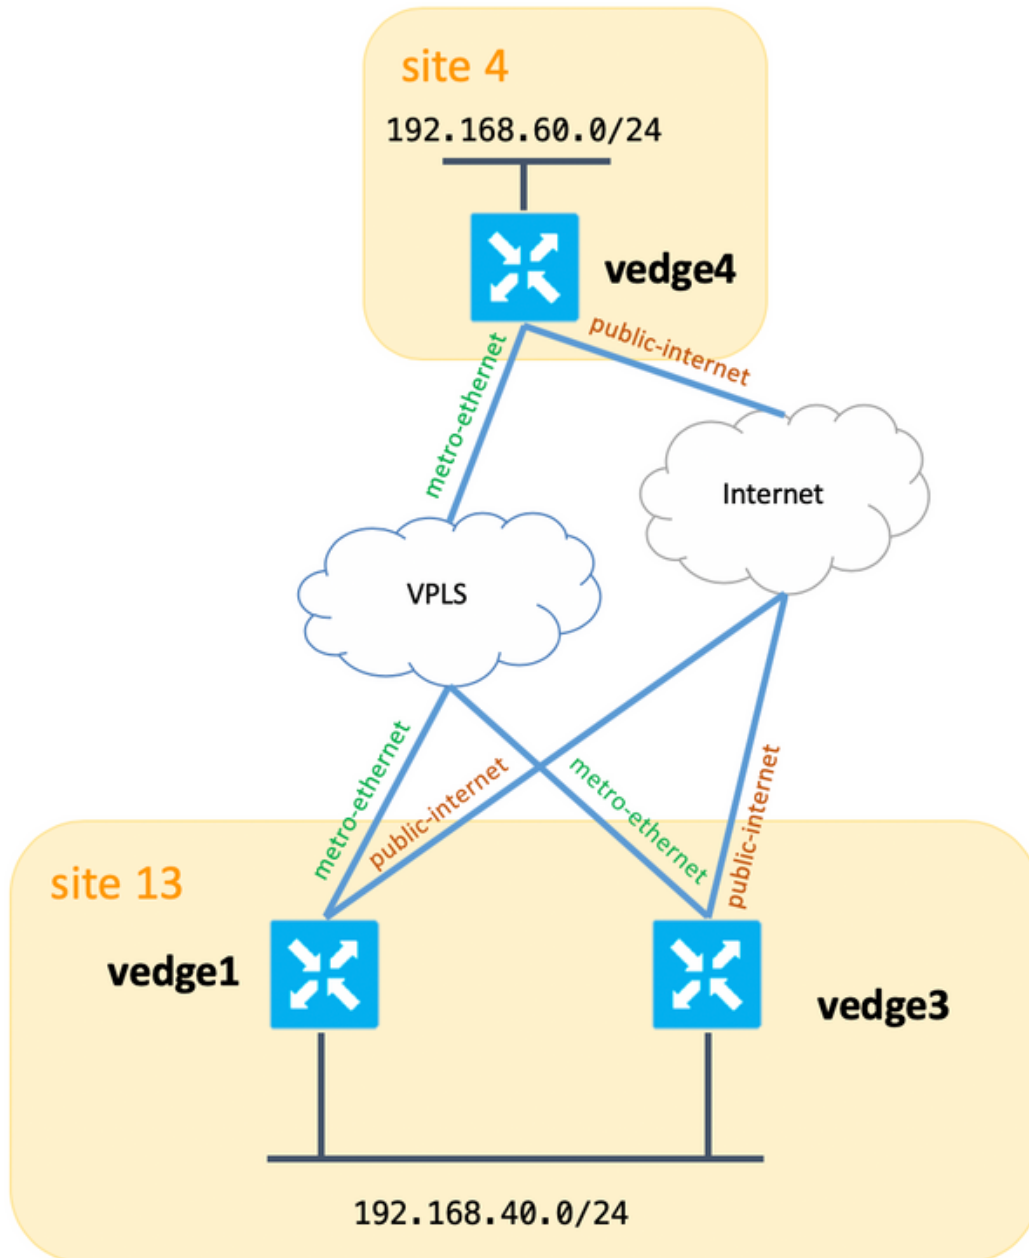 site 4
192.168.60.0/24
vedge4
public-internet
metro-ethernet
Internet
VPLS
metro-ethernet
public-internet
metro-ethernet
public-internet
site 13
vedge1
vedge3
192.168.40.0/24